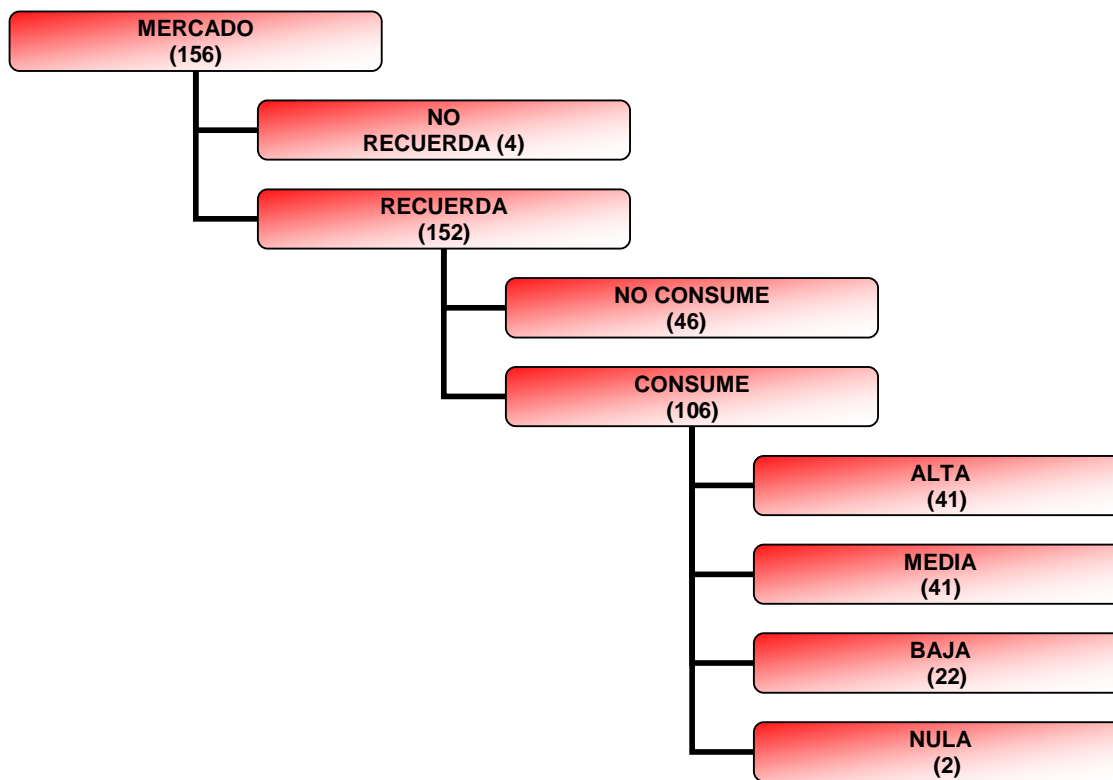 MERCADO
(156)
NO
RECUERDA (4)
RECUERDA
(152)
NO CONSUME
(46)
CONSUME
(106)
ALTA
(41)
MEDIA
(41)
BAJA
(22)
NULA
(2)